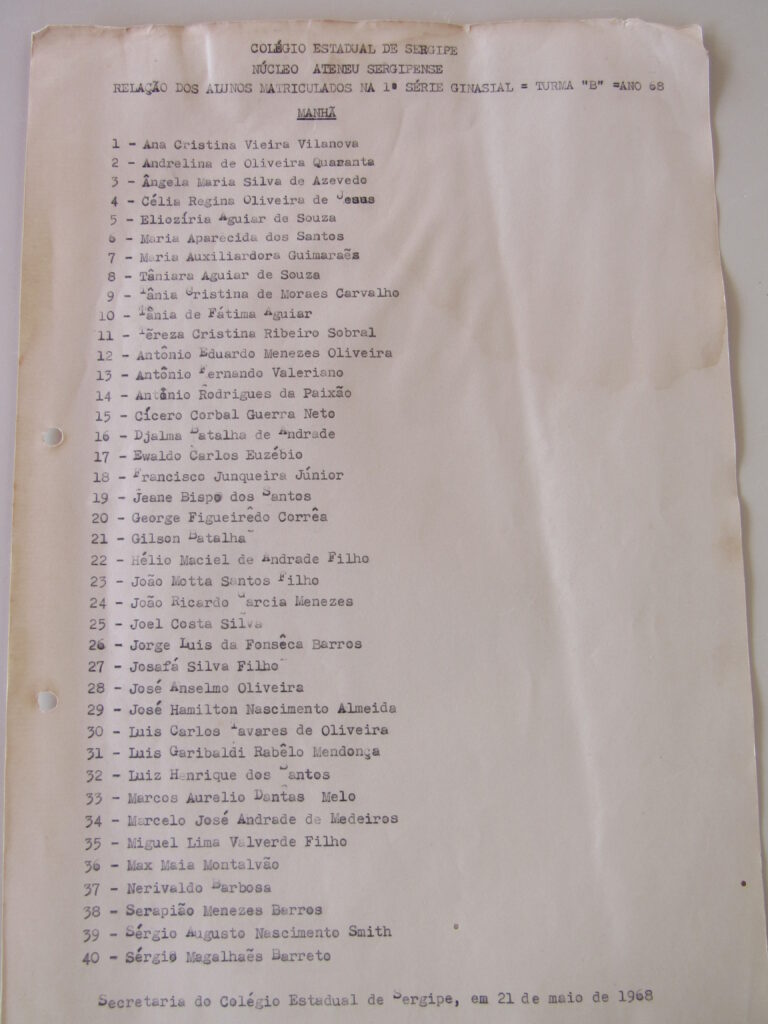 COLÉGIO ESTADUAL DE SERGIPE
NÚCLEO ATENEU SERGIPENSE
RELAÇÃO DOS ALUNOS MATRICULADOS NA 1ª SÉRIE GINASIAL = TURMA "B" =ANO 68
MANHÃ
1 - Ana Cristina Vieira Vilanova
2 - Andrelina de Oliveira Quaranta
3 - Ângela Maria Silva de Azevedo
4 - Célia Regina Oliveira de Jesus
5 - Eliozíria Aguiar de Souza
6 - Maria Aparecida dos Santos
7 - Maria Auxiliardora Guimaraẽs
8 - Tâniara Aguiar de Souza
9 - Tânia Cristina de Moraes Carvalho
10 - Tânia de Fátima Aguiar
11 - Tẽreza Cristina Ribeiro Sobral
12 - Antônio Eduardo Menezes Oliveira
13 - Antônio Fernando Valeriano
14 - Antônio Rodrigues da Paixão
15 - Cícero Corbal Guerra Neto
16 - Djalma Batalha de Andrade
17 - Ewaldo Carlos Euzébio
18 - Francisco Junqueira Júnior
19 - Jeane Bispo dos Santos
20 - George Figueirêdo Corrêa
21 - Gilson Batalha
22 - Hélio Maciel de Andrade Filho
23 - João Motta Santos Filho
24 - João Ricardo Garcia Menezes
25 - Joel Costa Silva
26 - Jorge Luis da Fonsêca Barros
27 - Josafá Silva Filho
28 - José Anselmo Oliveira
29 - José Hamilton Nascimento Almeida
30 - Luis Carlos Tavares de Oliveira
31 - Luis Garibaldi Rabêlo Mendonça
32 - Luiz Henrique dos Santos
33 - Marcos Aurelio Dantas Melo
34 - Marcelo José Andrade de Medeiros
35 - Miguel Lima Valverde Filho
36 - Max Maia Montalvão
37 - Nerivaldo Barbosa
38 - Serapião Menezes Barros
39 - Sérgio Augusto Nascimento Smith
40 - Sérgio Magalhaẽs Barreto
Secretaria do Colégio Estadual de Sergipe, em 21 de maio de 1968